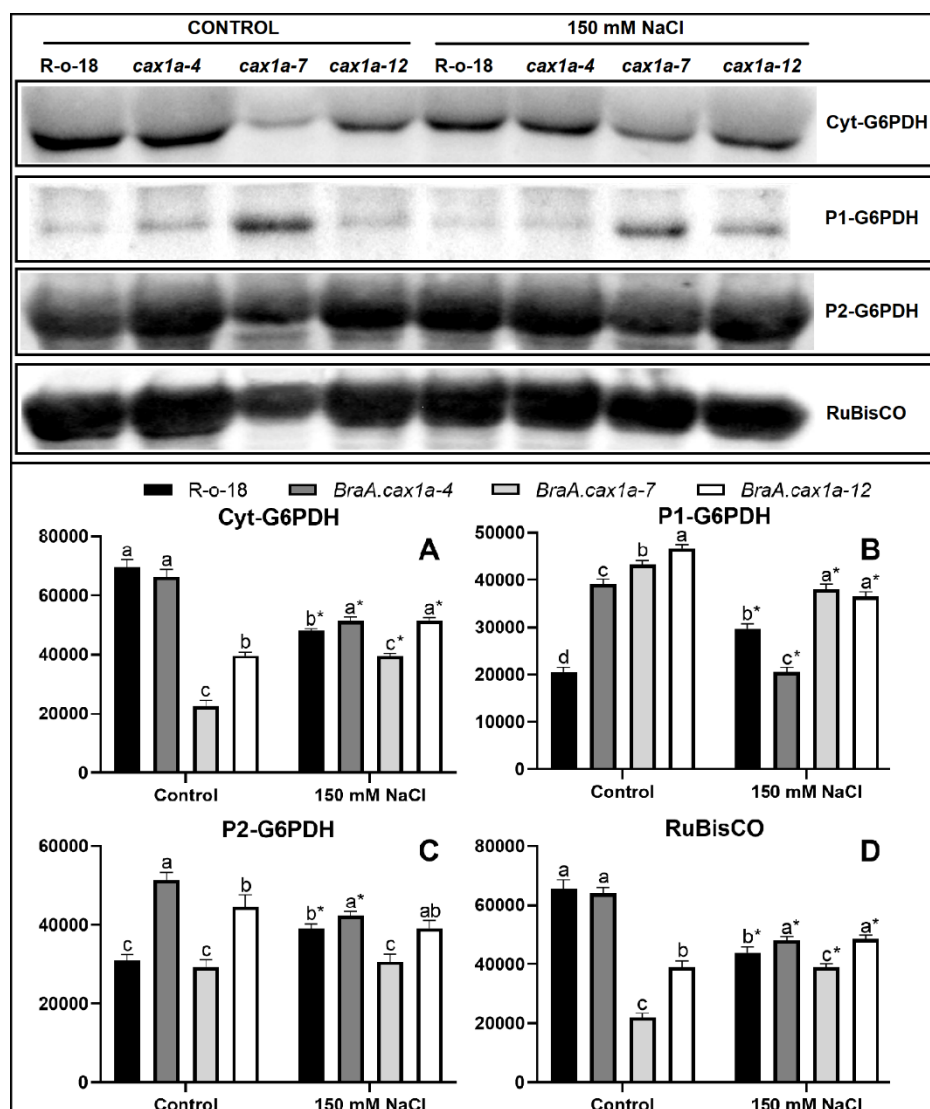 CONTROL 150 mM NaCl
R-o-18 cax1a-4 cax1a-7 cax1a-12 R-o-18 cax1a-4 cax1a-7 cax1a-12
Cyt-G6PDH
P1-G6PDH
P2-G6PDH
RuBisCO
R-o-18 BraA.cax1a-4 BraA.cax1a-7 BraA.cax1a-12
Cyt-G6PDH
A
80000
60000
40000
20000
0
a a c b b* a* c* a*
Control 150 mM NaCl
P1-G6PDH
B
50000
40000
30000
20000
10000
0
d c b a b* c* a* a*
Control 150 mM NaCl
P2-G6PDH
C
60000
40000
20000
0
c a c b b* a* c ab
Control 150 mM NaCl
RuBisCO
D
80000
60000
40000
20000
0
a a c b b* a* c* a*
Control 150 mM NaCl